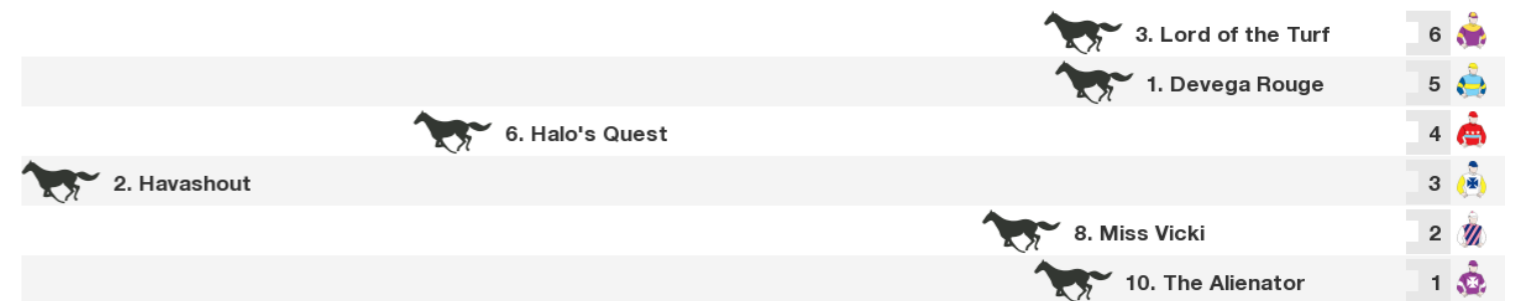 3. Lord of the Turf 6
1. Devega Rouge 5
6. Halo's Quest 4
2. Havashout 3
8. Miss Vicki 2
10. The Alienator 1